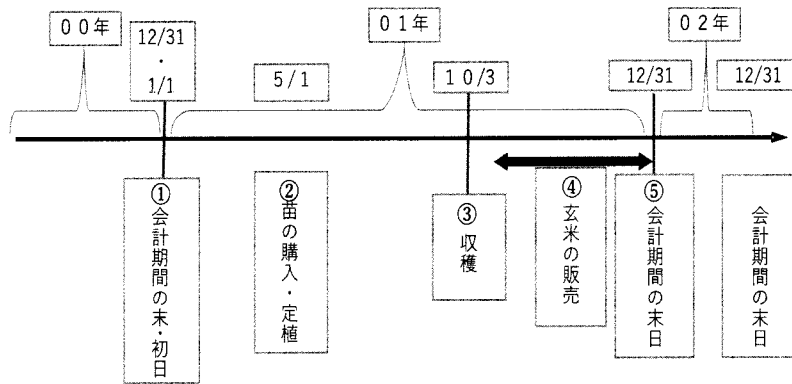 00年
12/31
・
1/1
01年
02年
5/1
10/3
12/31
12/31
①会計期間の末・初日
②苗の購入・定植
③収穫
④玄米の販売
⑤会計期間の末日
会計期間の末日